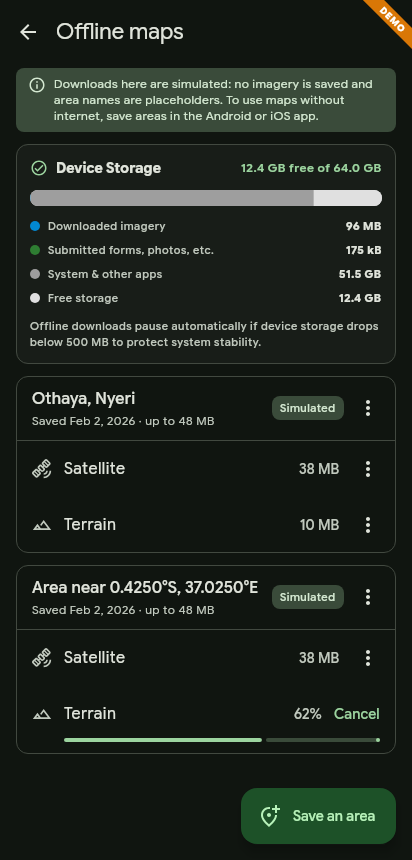 DEMO
Offline maps
Downloads here are simulated: no imagery is saved and
area names are placeholders. To use maps without
internet, save areas in the Android or iOS app.
Device Storage 12.4 GB free of 64.0 GB
Downloaded imagery 96 MB
Submitted forms, photos, etc. 175 kB
System & other apps 51.5 GB
Free storage 12.4 GB
Offline downloads pause automatically if device storage drops
below 500 MB to protect system stability.
Othaya, Nyeri
Simulated
Saved Feb 2, 2026 · up to 48 MB
Satellite 38 MB
Terrain 10 MB
Area near 0.4250°S, 37.0250°E
Simulated
Saved Feb 2, 2026 · up to 48 MB
Satellite 38 MB
Terrain 62% Cancel
Save an area